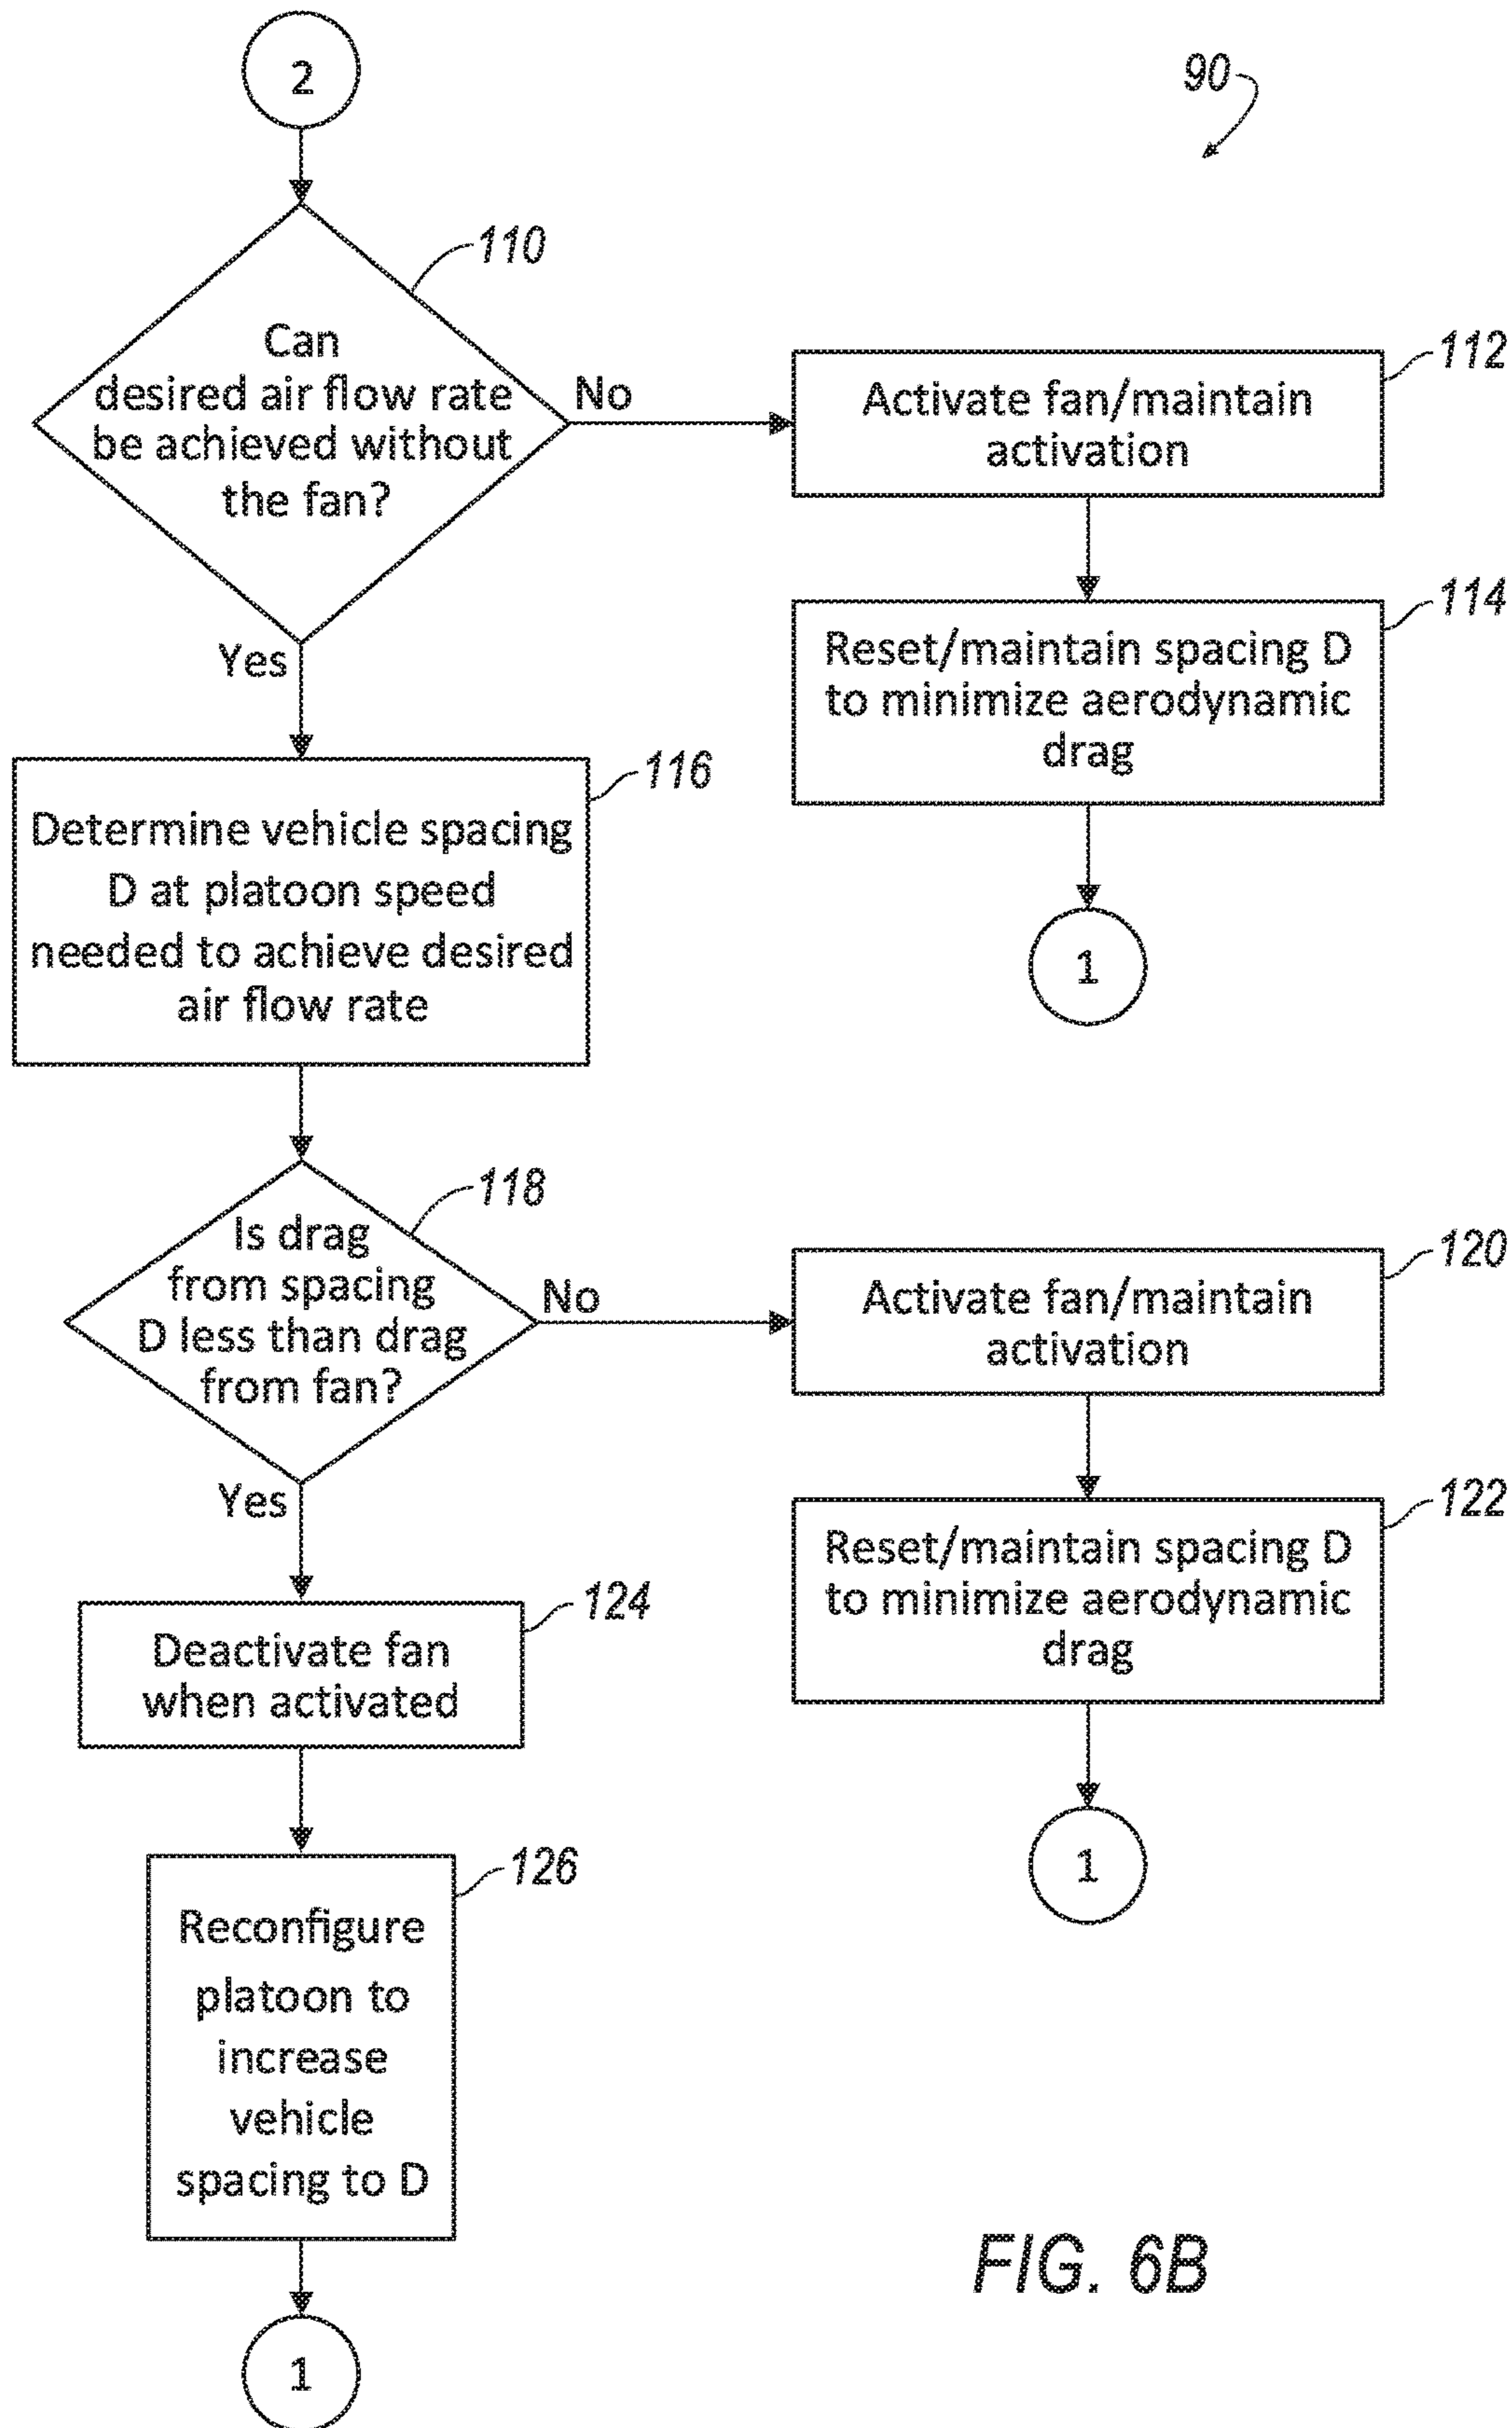 2
90
110
Can
desired air flow rate
be achieved without
the fan?
No
Yes
112
Activate fan/maintain
activation
114
Reset/maintain spacing D
to minimize aerodynamic
drag
1
116
Determine vehicle spacing
D at platoon speed
needed to achieve desired
air flow rate
118
Is drag
from spacing
D less than drag
from fan?
No
Yes
120
Activate fan/maintain
activation
122
Reset/maintain spacing D
to minimize aerodynamic
drag
1
124
Deactivate fan
when activated
126
Reconfigure
platoon to
increase
vehicle
spacing to D
1
FIG. 6B